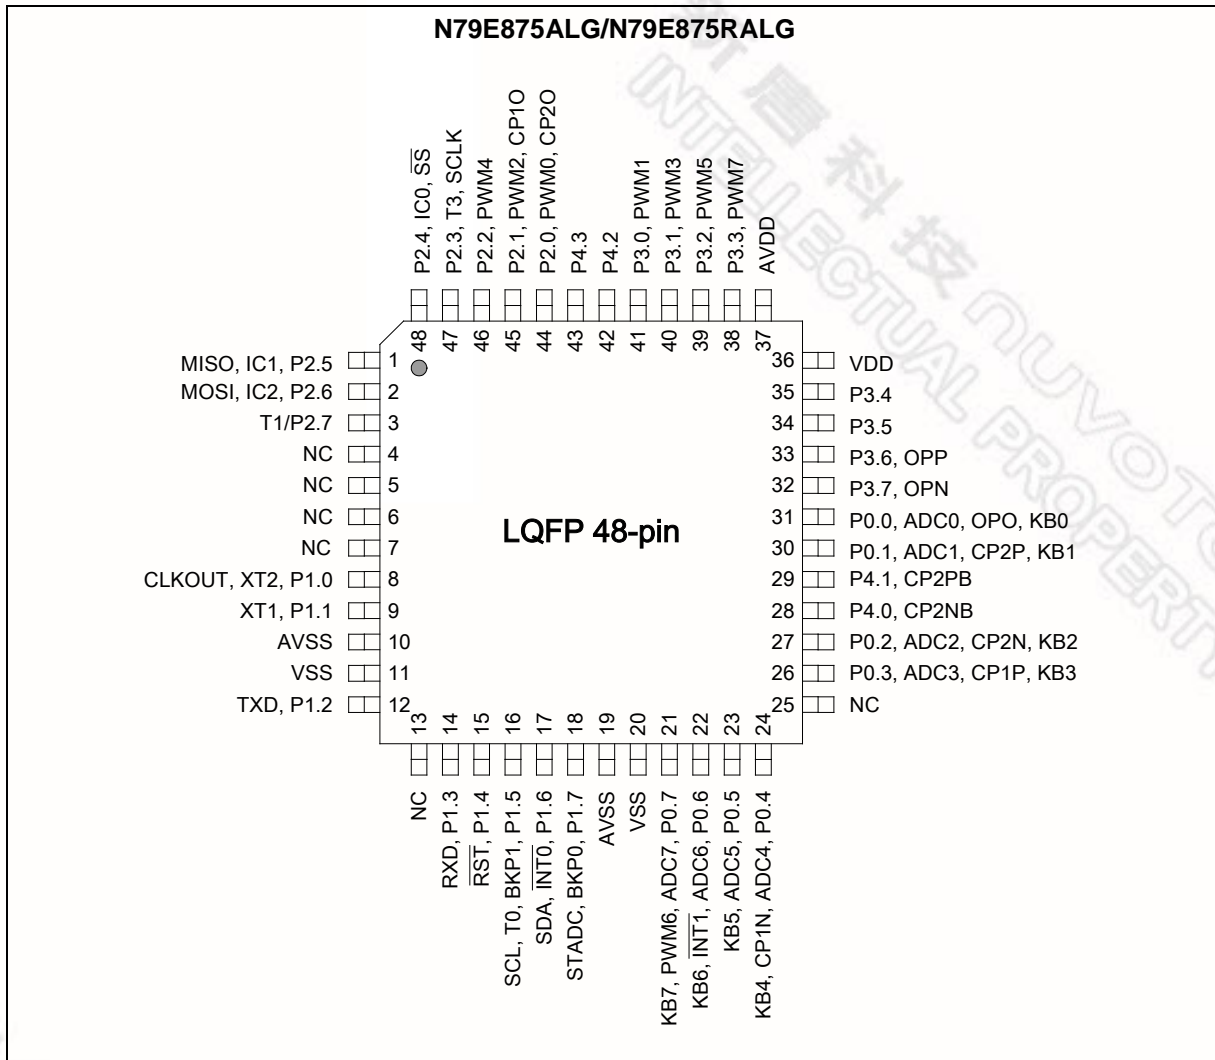 N79E875ALG/N79E875RALG
P2.4, IC0, SS
P2.3, T3, SCLK
P2.2, PWM4
P2.1, PWM2, CP1O
P2.0, PWM0, CP2O
P4.3
P4.2
P3.0, PWM1
P3.1, PWM3
P3.2, PWM5
P3.3, PWM7
AVDD
48 47 46 45 44 43 42 41 40 39 38 37
MISO, IC1, P2.5 1
MOSI, IC2, P2.6 2
T1/P2.7 3
NC 4
NC 5
NC 6
NC 7
CLKOUT, XT2, P1.0 8
XT1, P1.1 9
AVSS 10
VSS 11
TXD, P1.2 12
LQFP 48-pin
36 VDD
35 P3.4
34 P3.5
33 P3.6, OPP
32 P3.7, OPN
31 P0.0, ADC0, OPO, KB0
30 P0.1, ADC1, CP2P, KB1
29 P4.1, CP2PB
28 P4.0, CP2NB
27 P0.2, ADC2, CP2N, KB2
26 P0.3, ADC3, CP1P, KB3
25 NC
13 14 15 16 17 18 19 20 21 22 23 24
NC
RXD, P1.3
RST, P1.4
SCL, T0, BKP1, P1.5
SDA, INT0, P1.6
STADC, BKP0, P1.7
AVSS
VSS
KB7, PWM6, ADC7, P0.7
KB6, INT1, ADC6, P0.6
KB5, ADC5, P0.5
KB4, CP1N, ADC4, P0.4
唐科技 nuvoTo
INTELLECTUAL PROPERTY